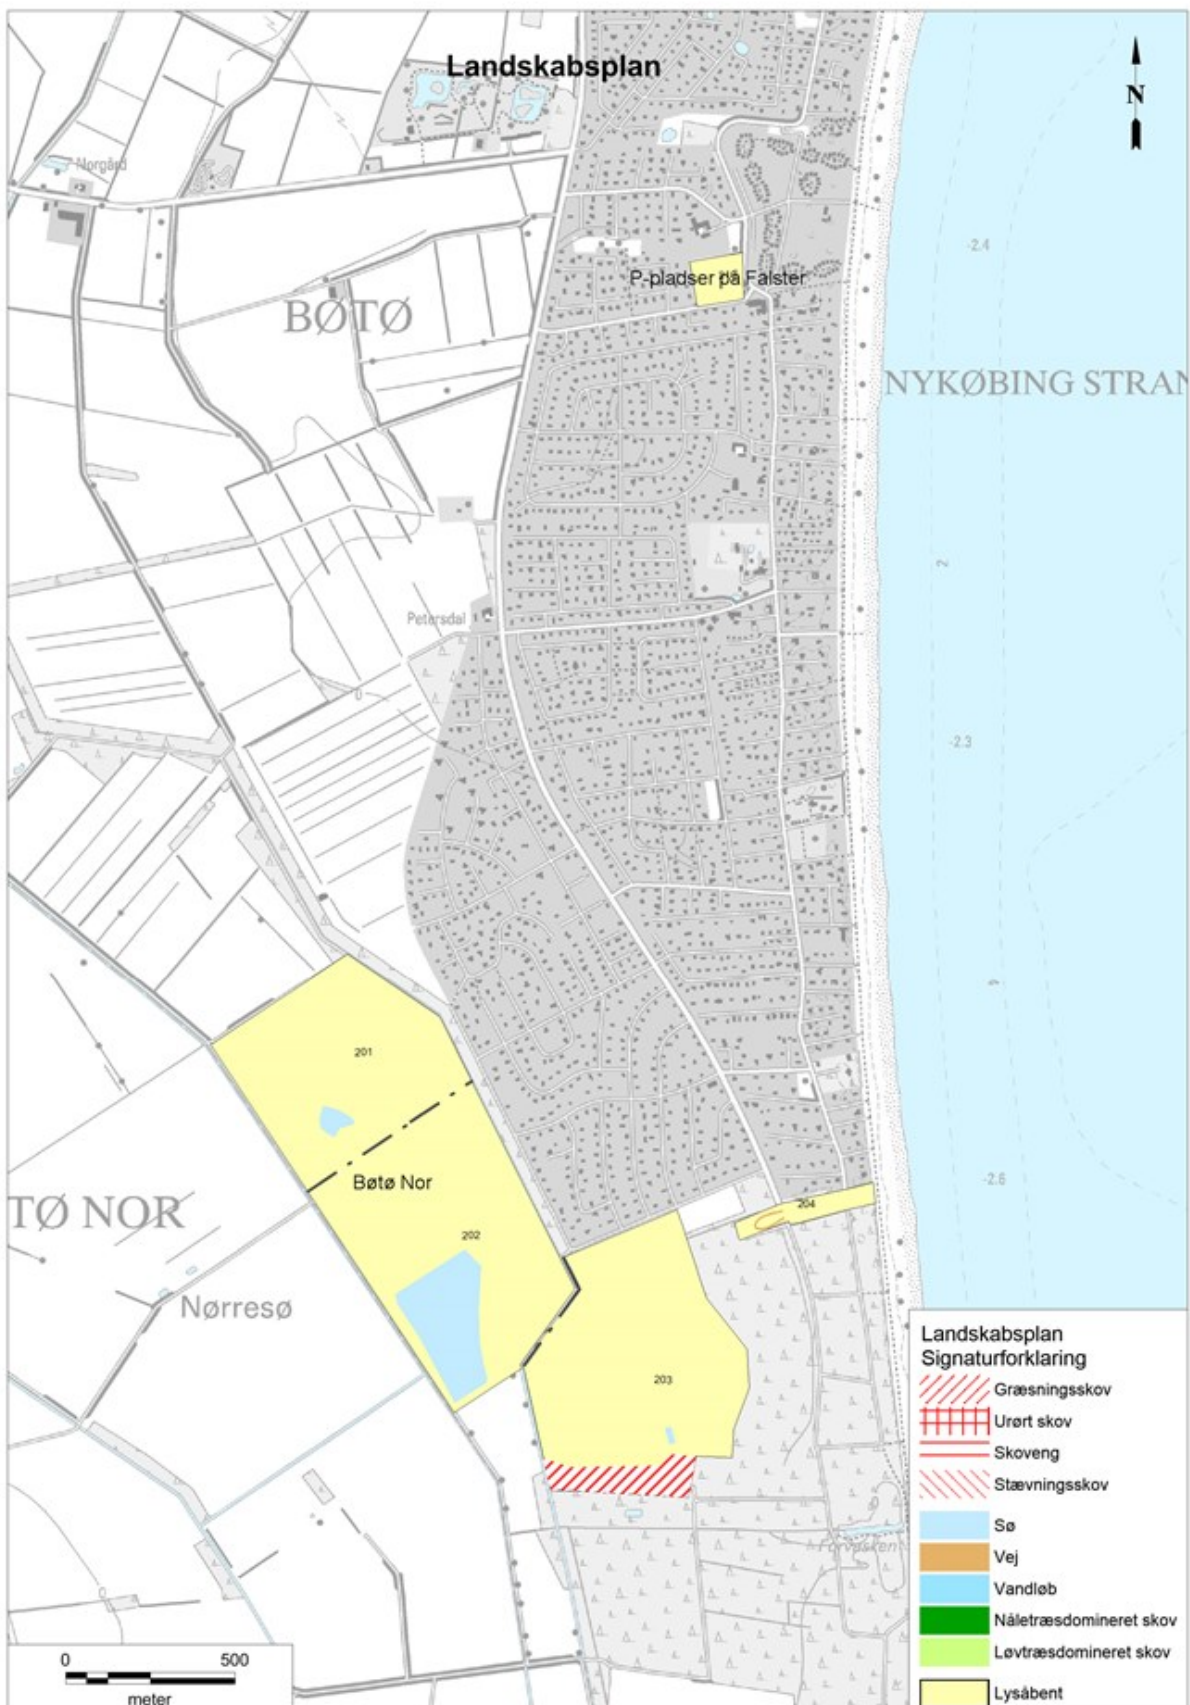 Landskabsplan
N
Norgård
BØTØ
P-pladser på Falster
-2.4
NYKØBING STRAN
2
Petersdal
-2.3
9
201
Bøtø Nor
202
TØ NOR
-2.6
204
Nørresø
203
Landskabsplan
Signaturforklaring
Græsningsskov
Urørt skov
Skoveng
Stævningsskov
Sø
Vej
Vandløb
Nåletræsdomineret skov
Løvtræsdomineret skov
Lysåbent
0 500
meter